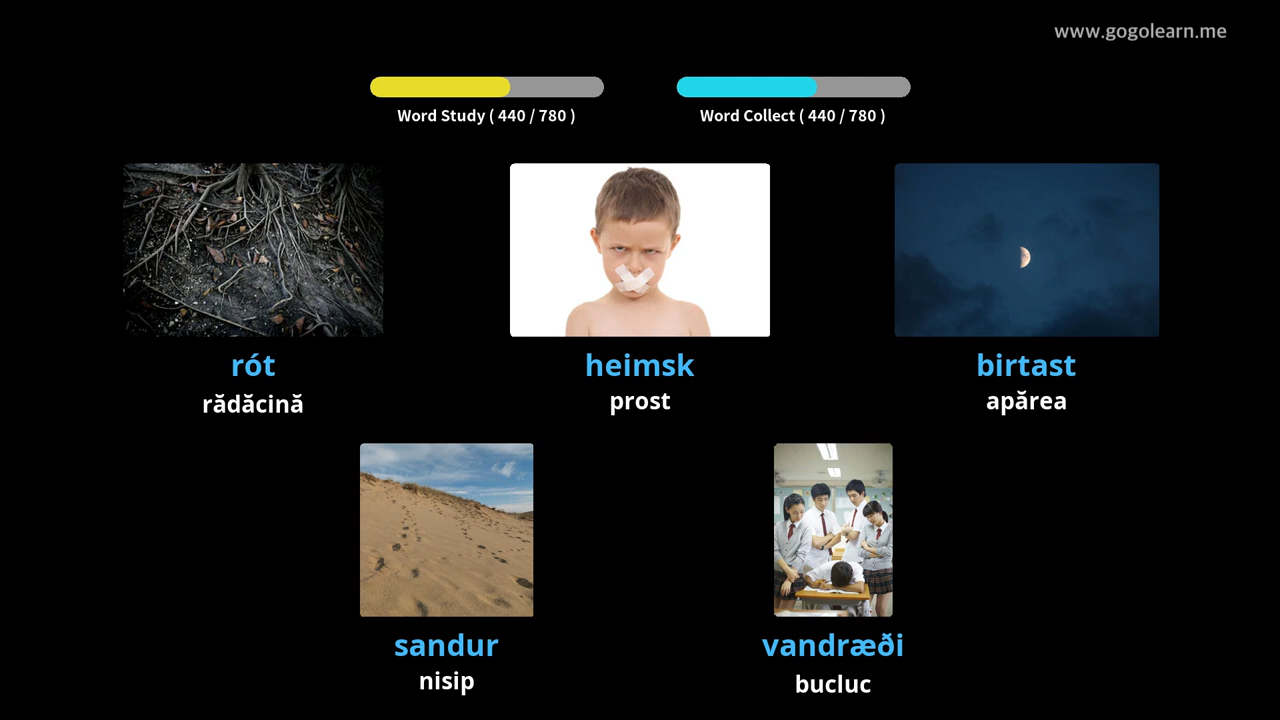 www.gogolearn.me
Word Study ( 440 / 780 )
Word Collect ( 440 / 780 )
rót
rădăcină
heimsk
prost
birtast
apărea
sandur
nisip
vandræði
bucluc